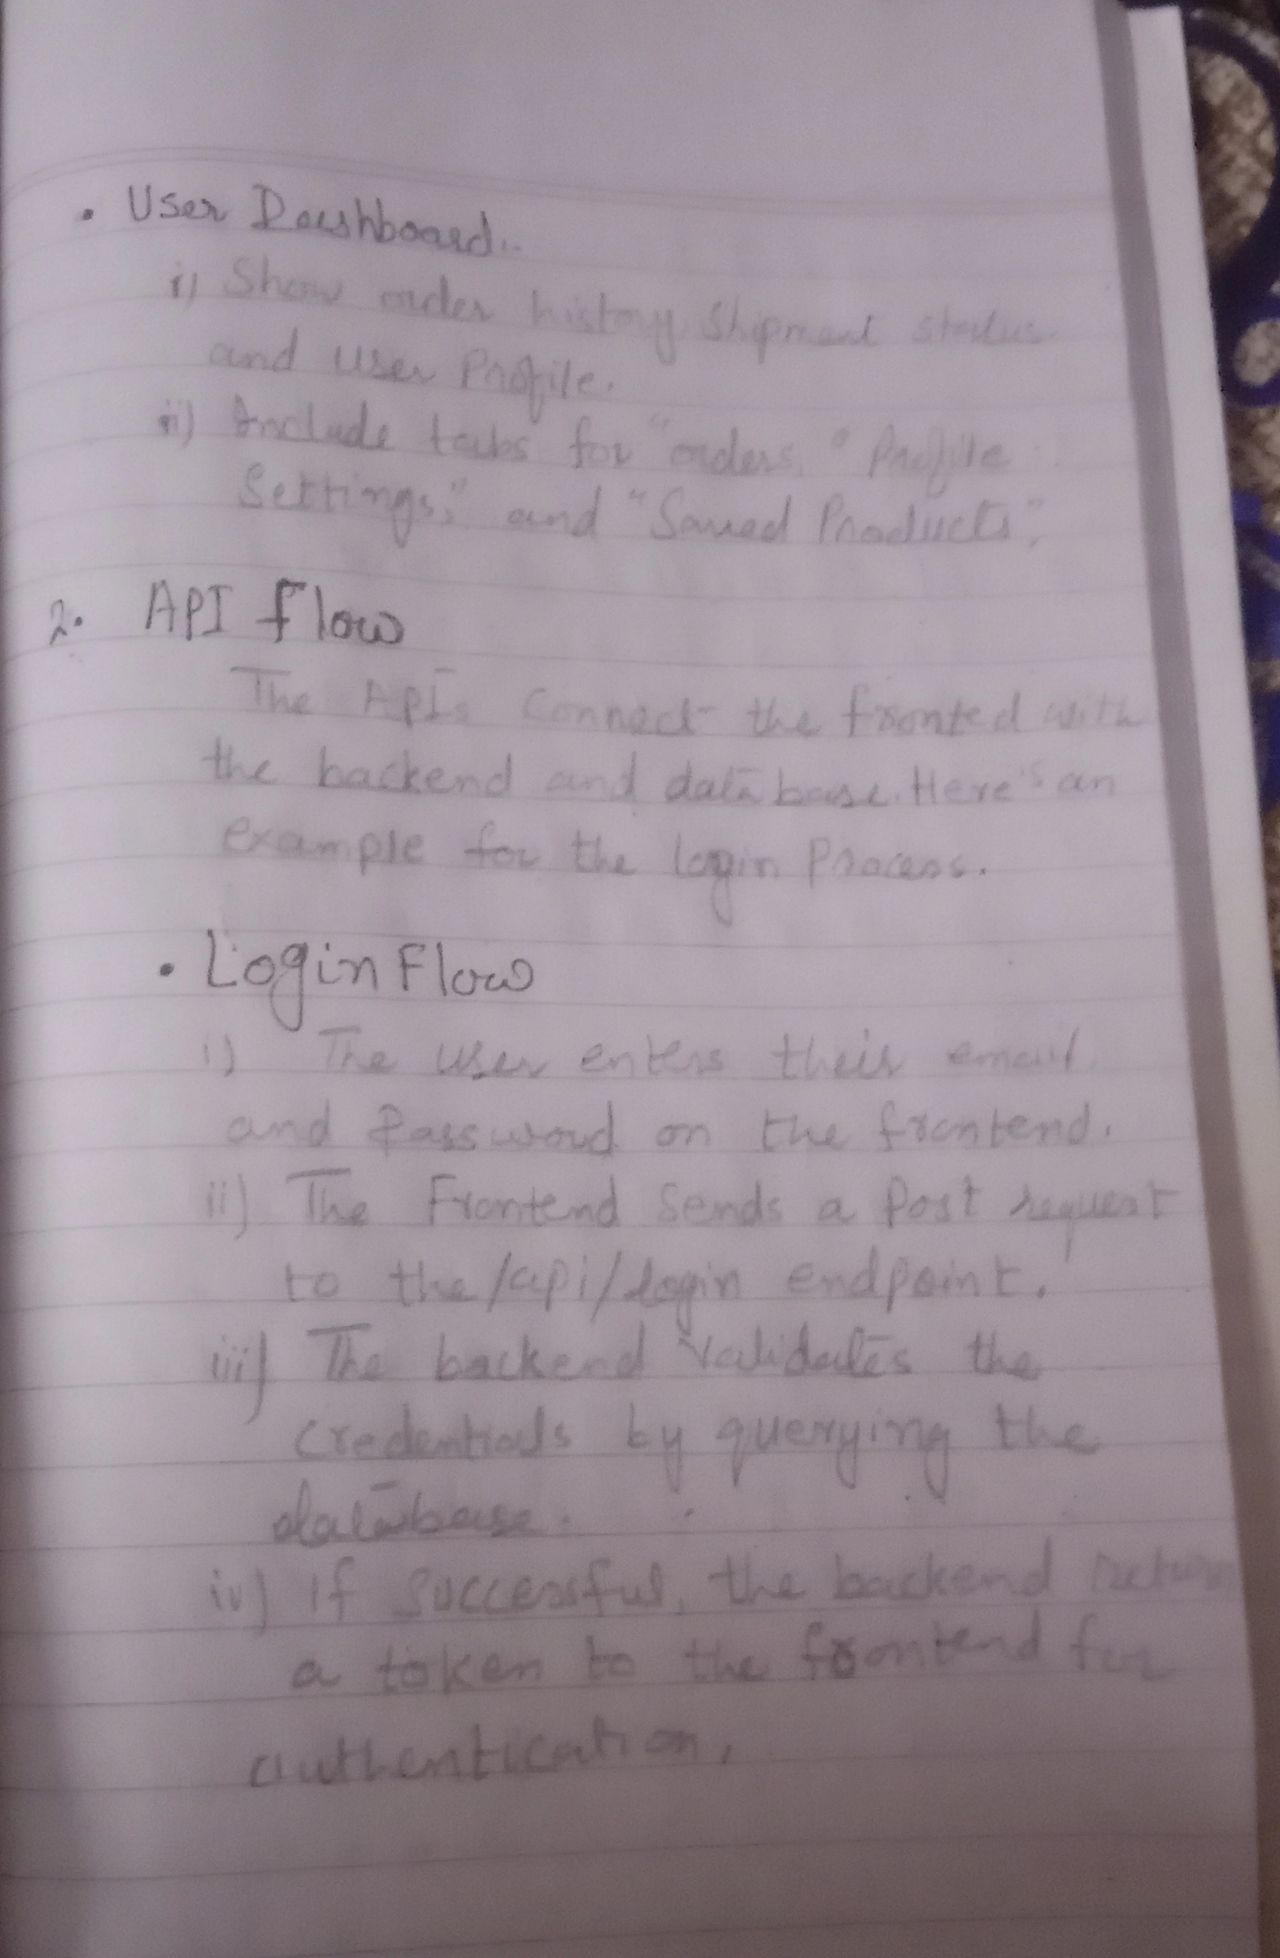 • User Dashboard..
i) Show order history, Shipment status
and user Profile.
ii) Include tabs for "orders," "Profile
Settings," and "Saved Products",
2. API flow
The APIs Connect the fronted with
the backend and database. Here's an
example for the login Process.
• Login Flow
i) The user enters their email
and Password on the frontend.
ii) The Frontend Sends a Post request
to the /api/login endpoint.
iii) The backend validates the
credentials by querying the
database.
iv) If Successful, the backend return
a token to the frontend for
authentication,